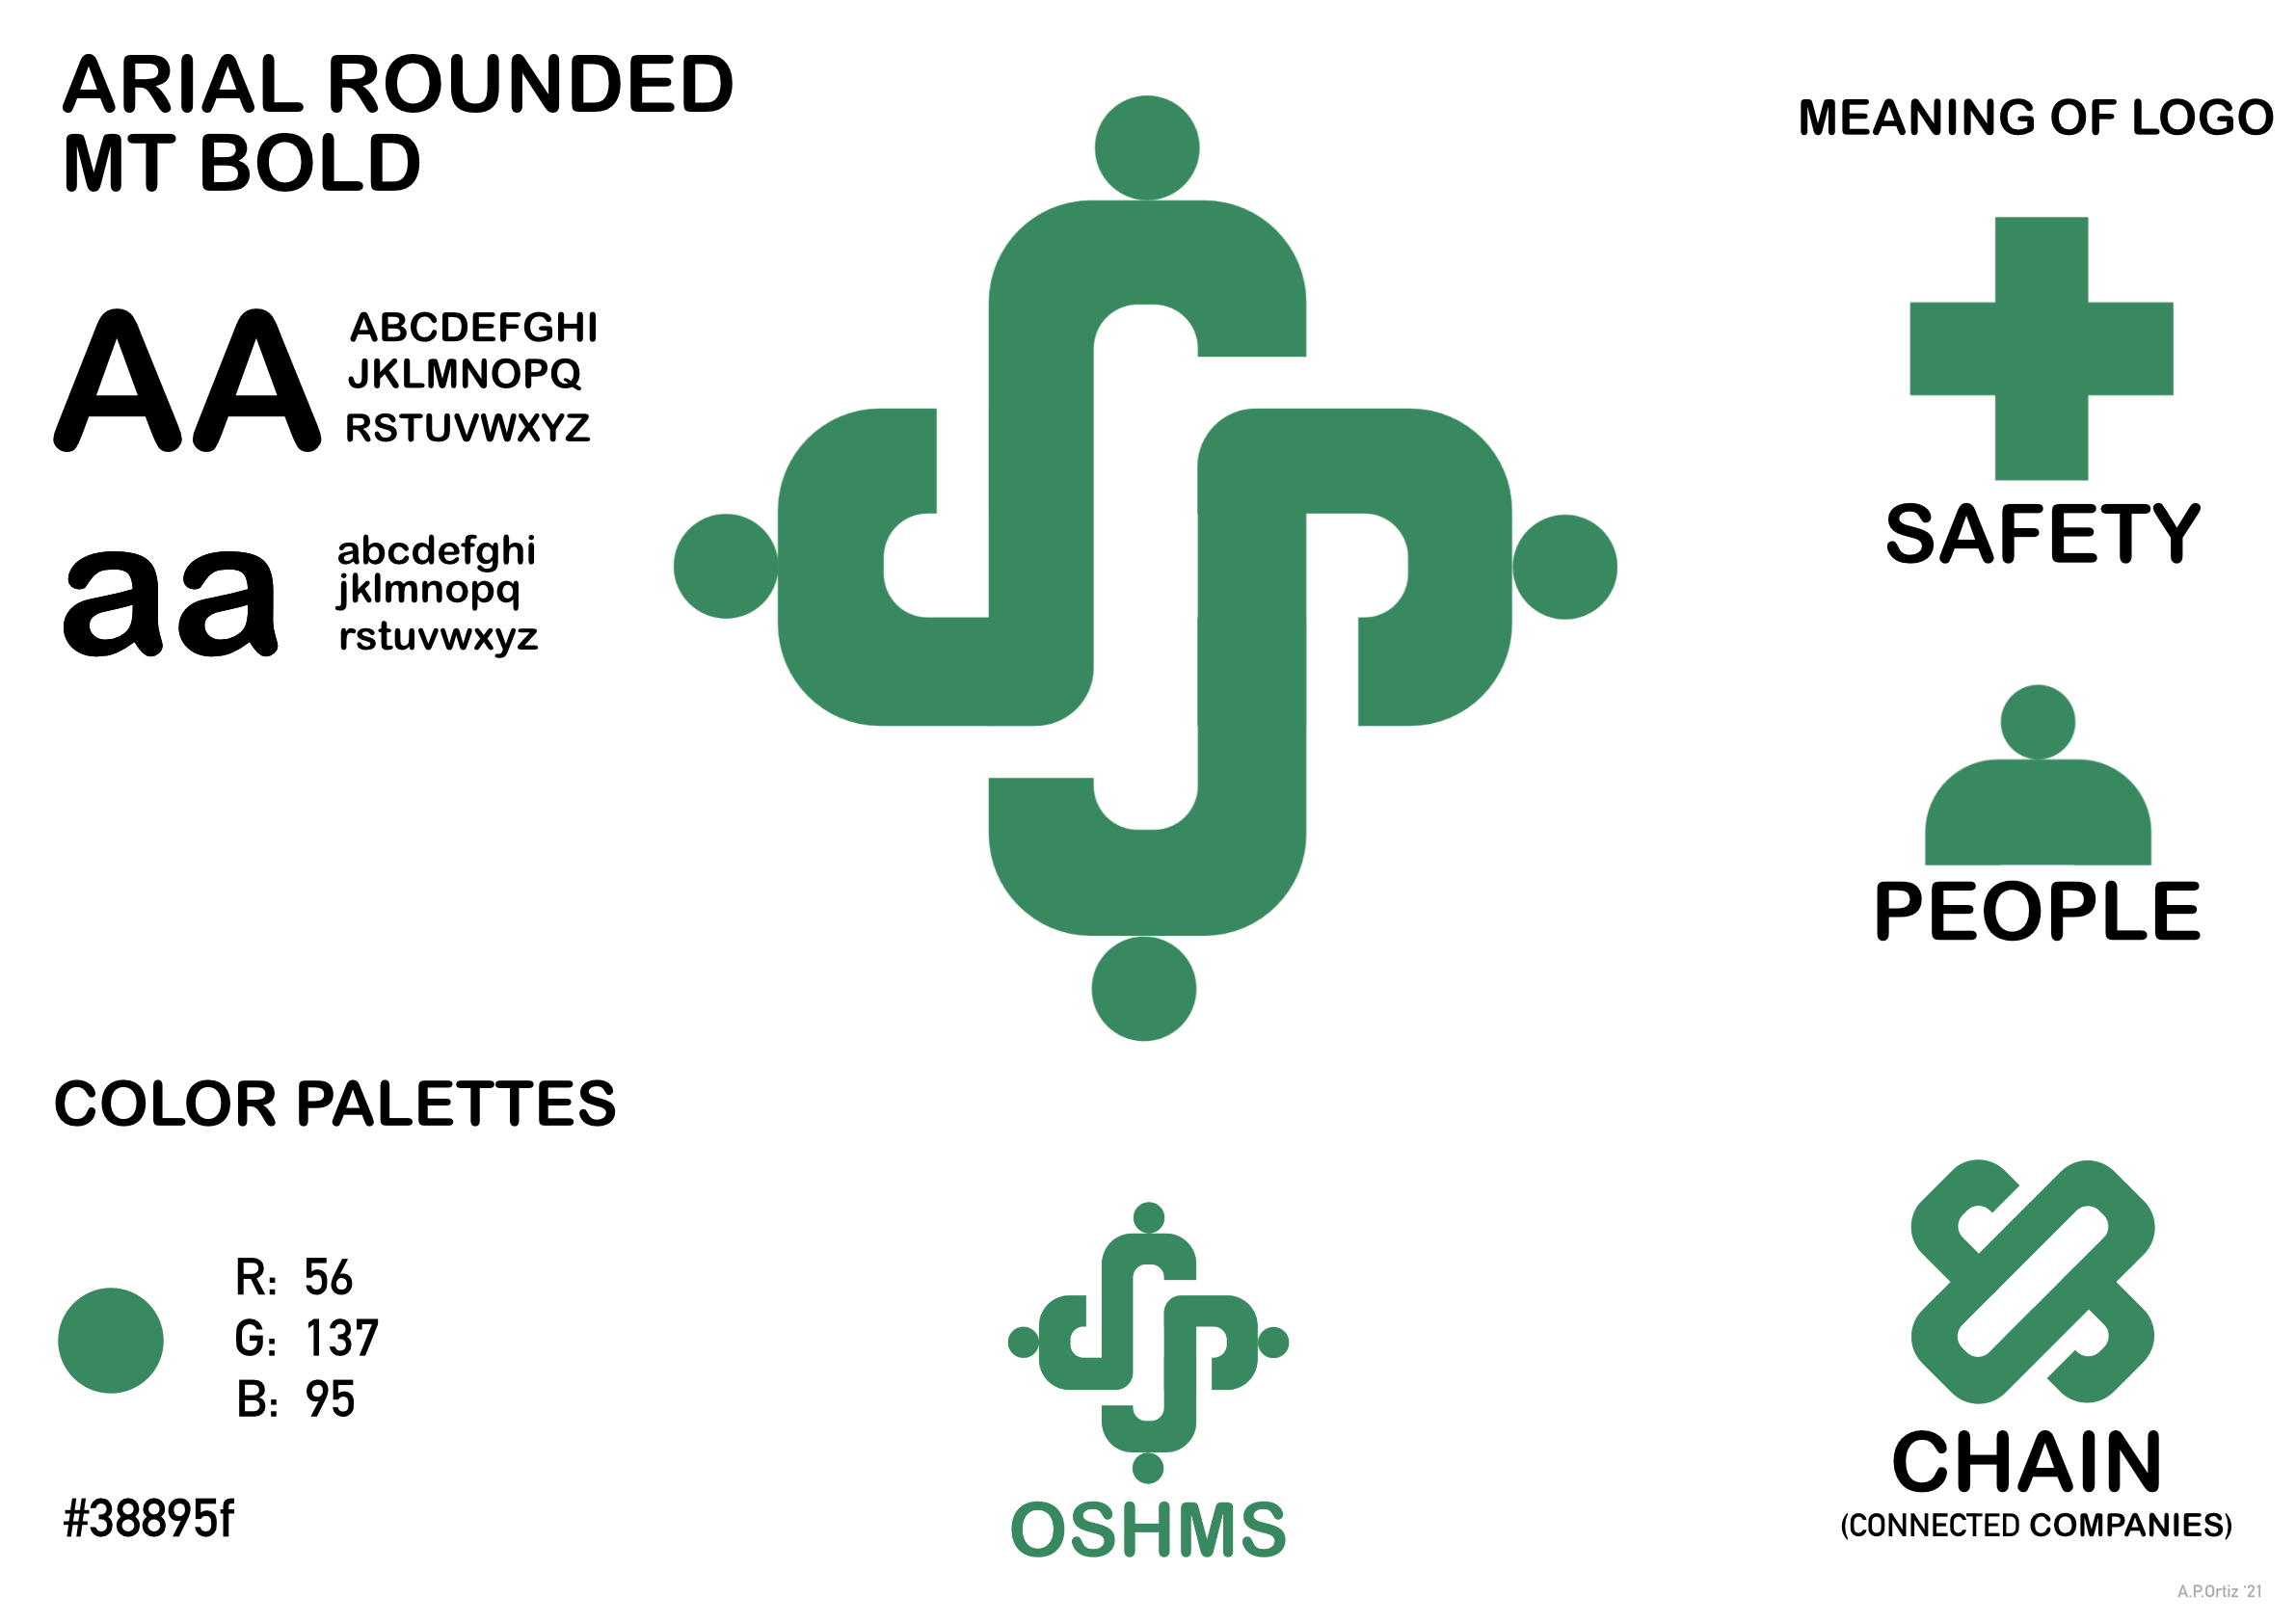 ARIAL ROUNDED
MT BOLD
AA
ABCDEFGHI
JKLMNOPQ
RSTUVWXYZ
aa
abcdefghi
jklmnopq
rstuvwxyz
COLOR PALETTES
R: 56
G: 137
B: 95
#38895f
OSHMS
MEANING OF LOGO
SAFETY
PEOPLE
CHAIN
(CONNECTED COMPANIES)
A.P.Ortiz '21